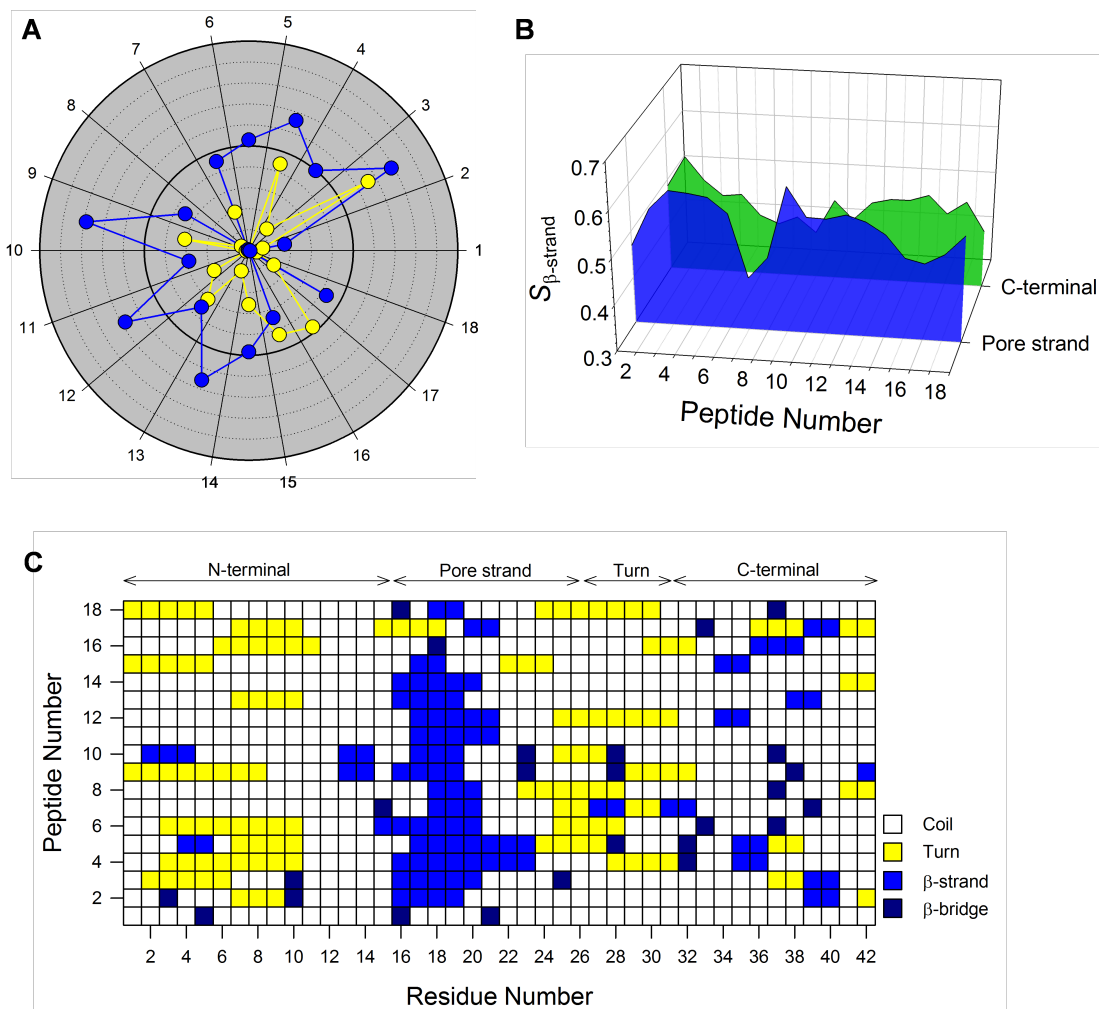 A
6
5
7
4
8
3
9
2
10
1
11
18
12
17
13
16
14
15
B
0.7
0.6
0.5
0.4
0.3
Sβ-strand
2
4
6
8
10
12
14
16
18
Peptide Number
C-terminal
Pore strand
C
N-terminal Pore strand Turn C-terminal
18
16
14
12
10
8
6
4
2
Peptide Number
2 4 6 8 10 12 14 16 18 20 22 24 26 28 30 32 34 36 38 40 42
Residue Number
Coil
Turn
β-strand
β-bridge